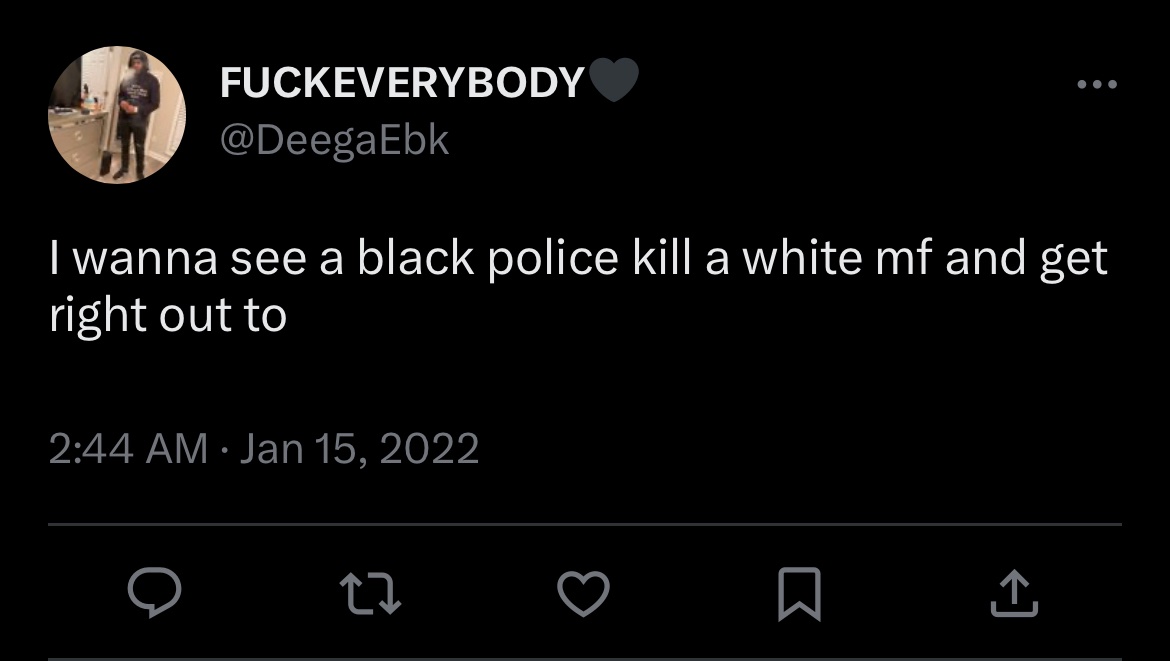 FUCKEVERYBODY🖤
@DeegaEbk
I wanna see a black police kill a white mf and get
right out to
2:44 AM · Jan 15, 2022